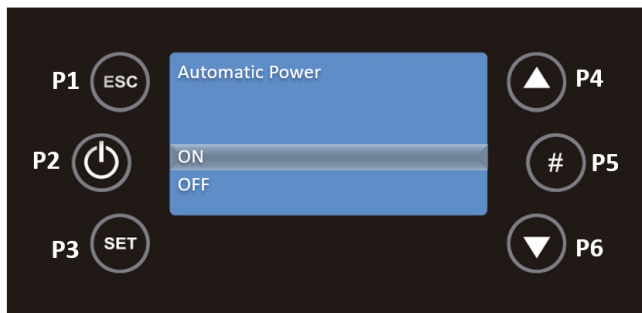 P1 ESC
Automatic Power
P4
P2
ON
# P5
OFF
P3 SET
P6